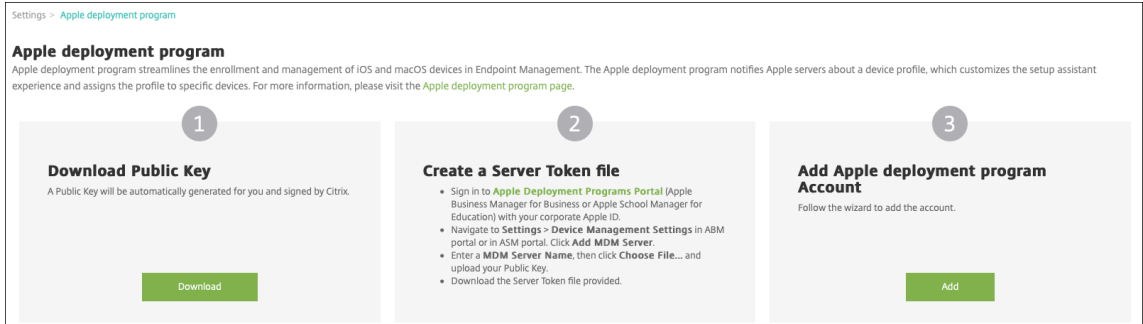 Settings > Apple deployment program
Apple deployment program
Apple deployment program streamlines the enrollment and management of iOS and macOS devices in Endpoint Management. The Apple deployment program notifies Apple servers about a device profile, which customizes the setup assistant
experience and assigns the profile to specific devices. For more information, please visit the Apple deployment program page.
1
Download Public Key
A Public Key will be automatically generated for you and signed by Citrix.
Download
2
Create a Server Token file
• Sign in to Apple Deployment Programs Portal (Apple
Business Manager for Business or Apple School Manager for
Education) with your corporate Apple ID.
• Navigate to Settings > Device Management Settings in ABM
portal or in ASM portal. Click Add MDM Server.
• Enter a MDM Server Name, then click Choose File... and
upload your Public Key.
• Download the Server Token file provided.
3
Add Apple deployment program
Account
Follow the wizard to add the account.
Add